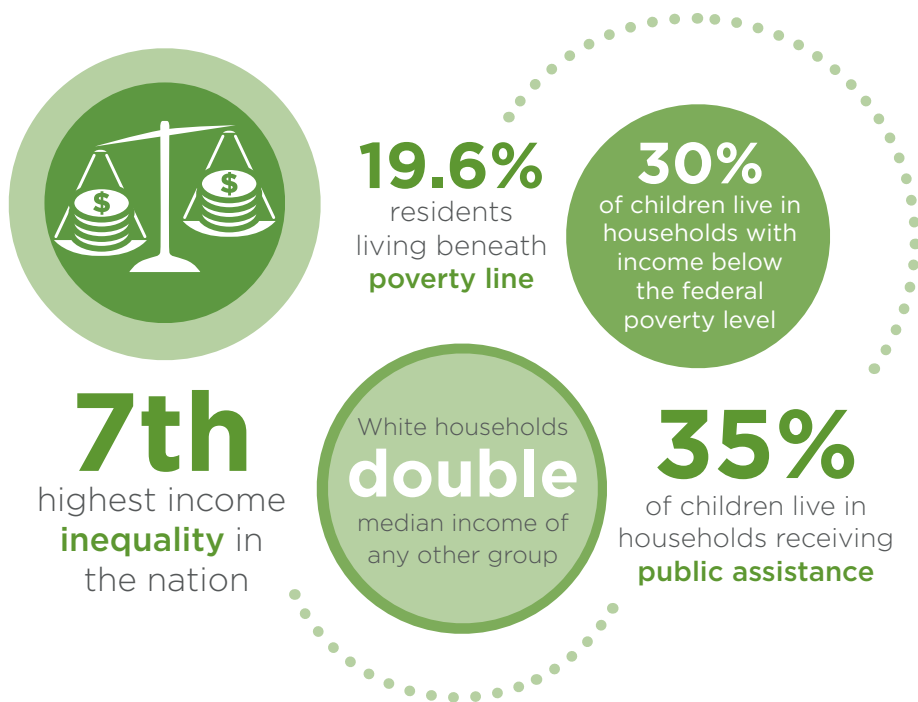 $
$
19.6%
residents
living beneath
poverty line
30%
of children live in
households with
income below
the federal
poverty level
7th
highest income
inequality in
the nation
White households
double
median income of
any other group
35%
of children live in
households receiving
public assistance